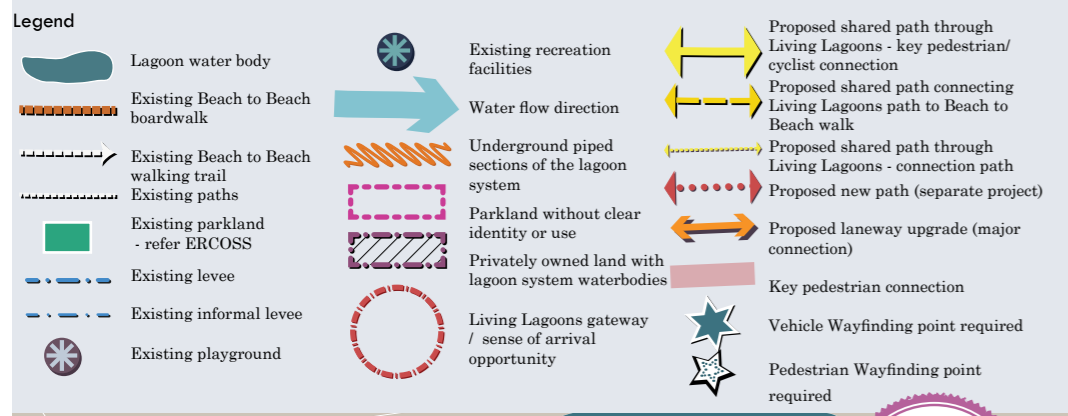 Legend
Lagoon water body
Existing Beach to Beach
boardwalk
Existing Beach to Beach
walking trail
Existing paths
Existing parkland
- refer ERCOSS
Existing levee
Existing informal levee
Existing playground
Existing recreation
facilities
Water flow direction
Underground piped
sections of the lagoon
system
Parkland without clear
identity or use
Privately owned land with
lagoon system waterbodies
Living Lagoons gateway
/ sense of arrival
opportunity
Proposed shared path through
Living Lagoons - key pedestrian/
cyclist connection
Proposed shared path connecting
Living Lagoons path to Beach to
Beach walk
Proposed shared path through
Living Lagoons - connection path
Proposed new path (separate project)
Proposed laneway upgrade (major
connection)
Key pedestrian connection
Vehicle Wayfinding point required
Pedestrian Wayfinding point
required